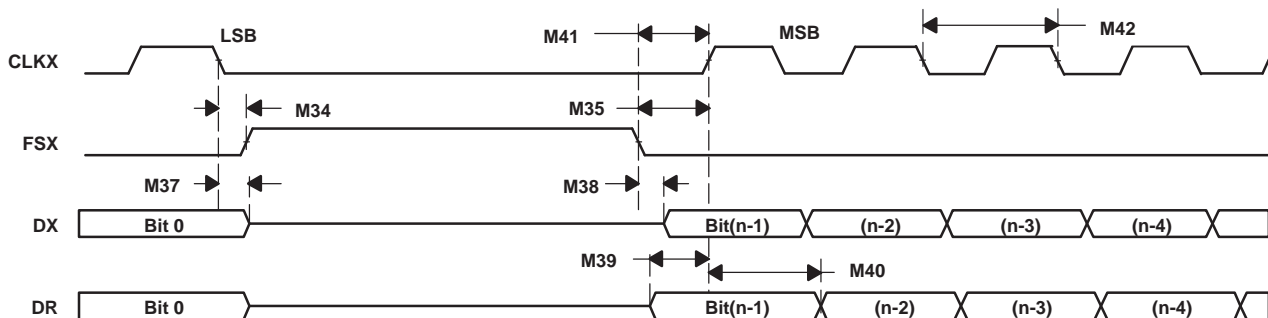 LSB M41 MSB M42
CLKX
M34 M35
FSX
M37 M38
DX Bit 0 Bit(n-1) (n-2) (n-3) (n-4)
M39 M40
DR Bit 0 Bit(n-1) (n-2) (n-3) (n-4)